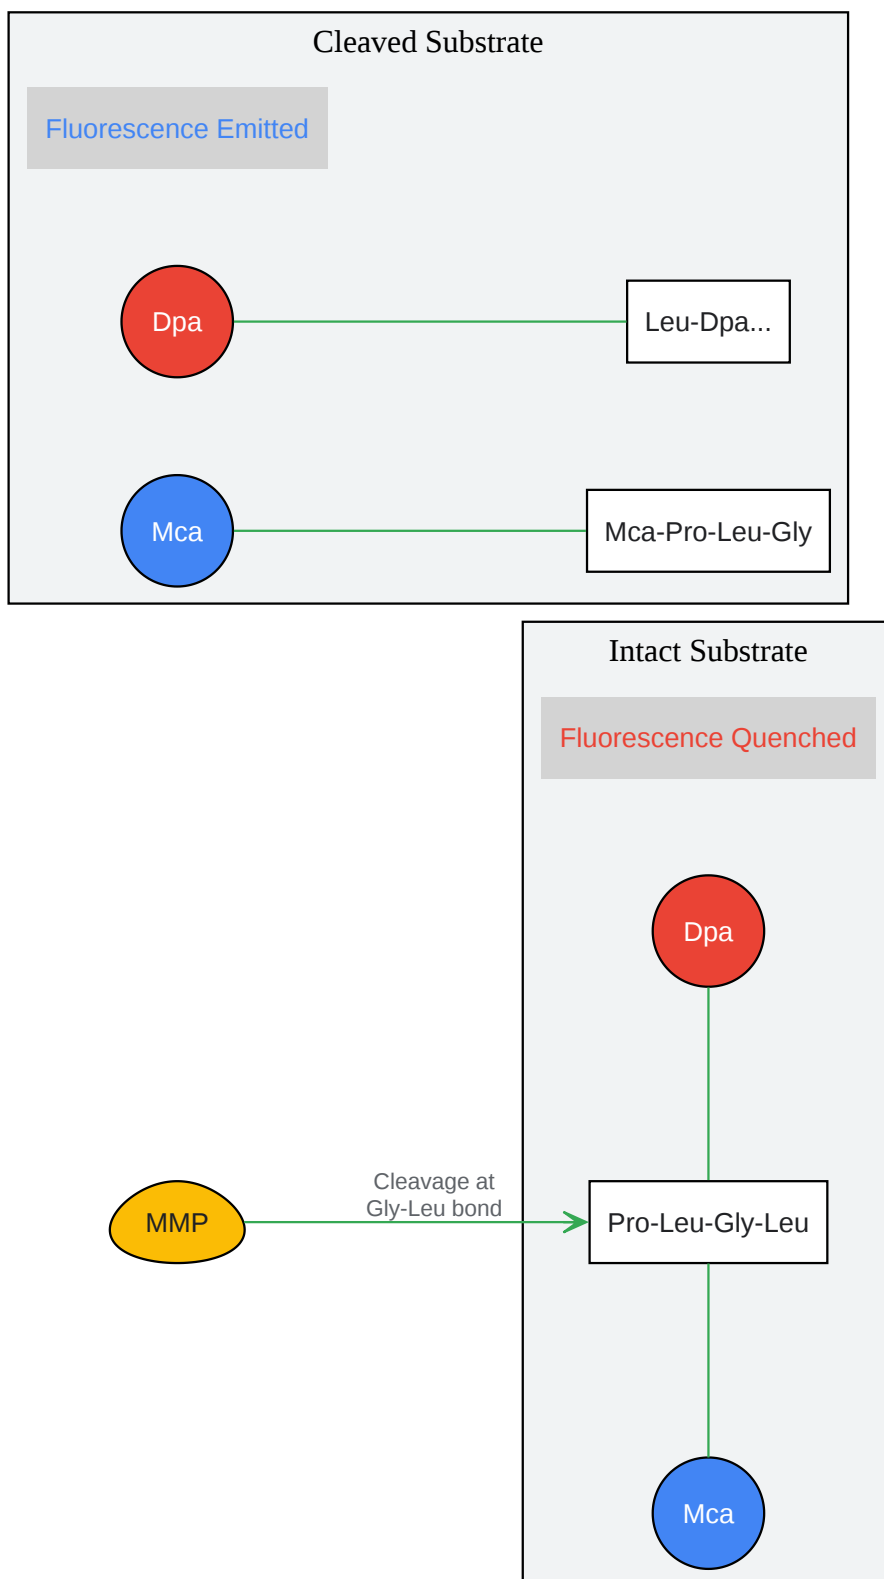 Cleaved Substrate
Fluorescence Emitted
Dpa
Leu-Dpa...
Mca
Mca-Pro-Leu-Gly
Intact Substrate
Fluorescence Quenched
Dpa
Cleavage at
Gly-Leu bond
MMP
Pro-Leu-Gly-Leu
Mca